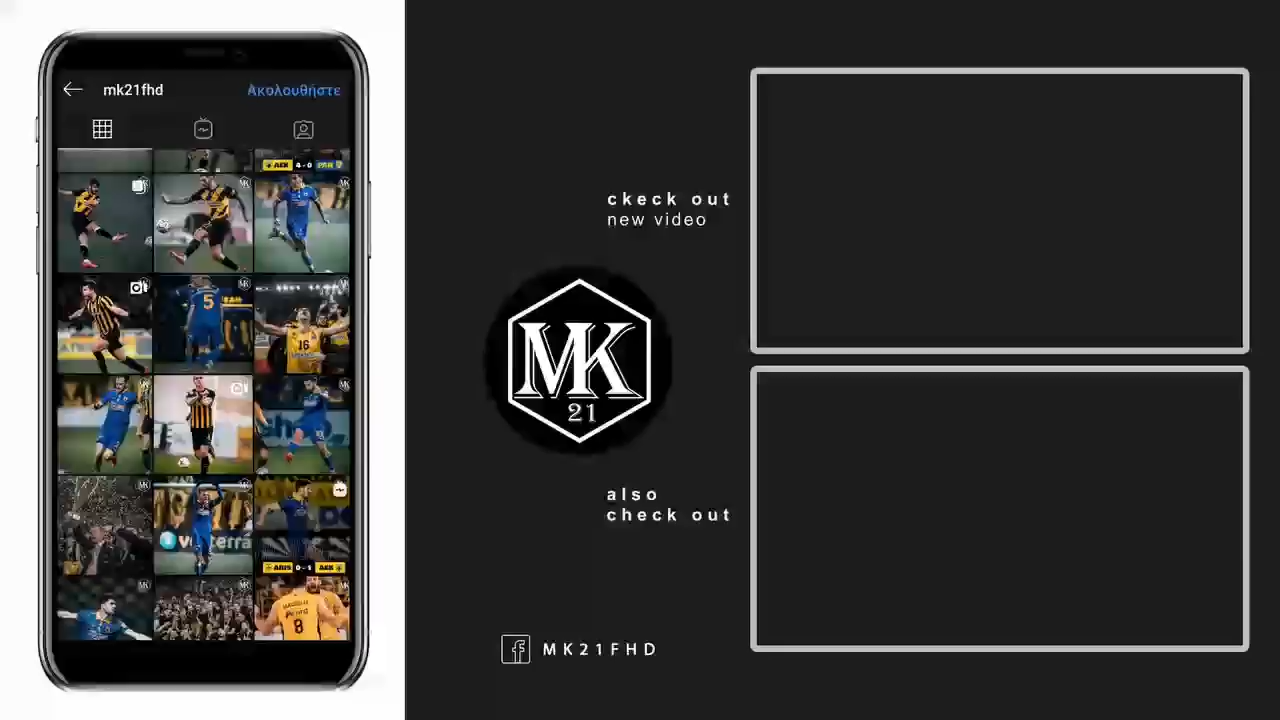 mk21fhd
Ακολουθήστε
AEK 4-0 PAN
5
16
ARIS 0-1 AEK
8
ckeck out
new video
MK
21
also
check out
MK21FHD